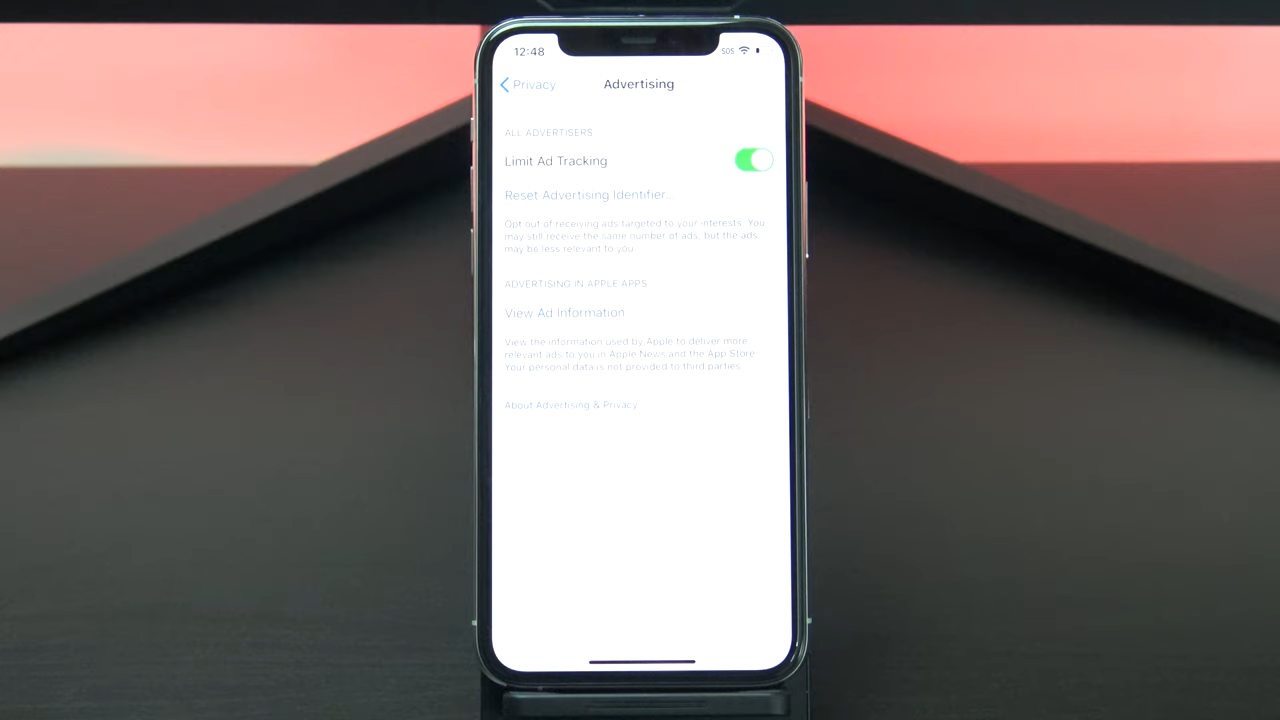 12:48
SOS
Privacy
Advertising
ALL ADVERTISERS
Limit Ad Tracking
Reset Advertising Identifier...
Opt out of receiving ads targeted to your interests. You
may still receive the same number of ads, but the ads
may be less relevant to you.
ADVERTISING IN APPLE APPS
View Ad Information
View the information used by Apple to deliver more
relevant ads to you in Apple News and the App Store.
Your personal data is not provided to third parties.
About Advertising & Privacy